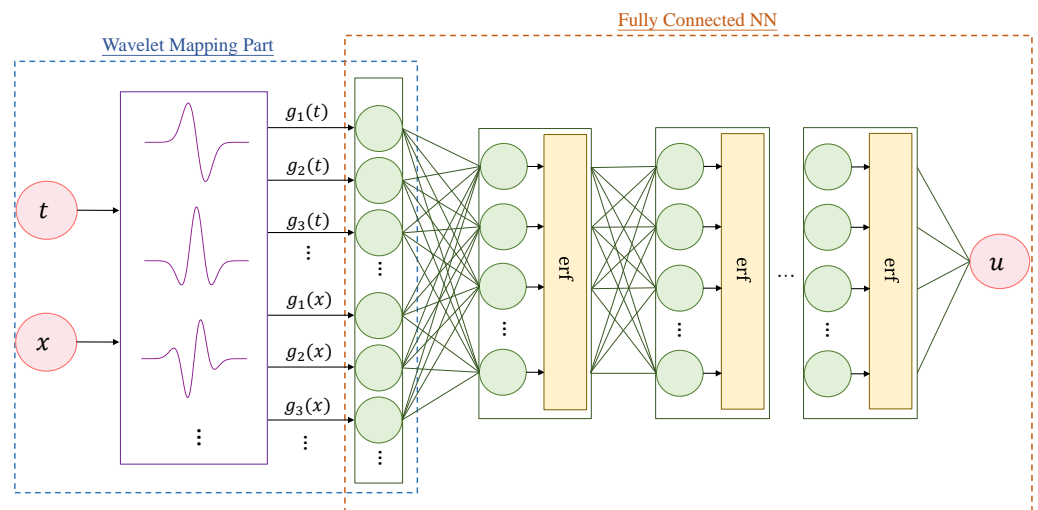 Fully Connected NN
Wavelet Mapping Part
t
x
...
g₁(t)
g₂(t)
g₃(t)
...
g₁(x)
g₂(x)
g₃(x)
...
...
...
...
erf
...
erf
...
...
erf
u